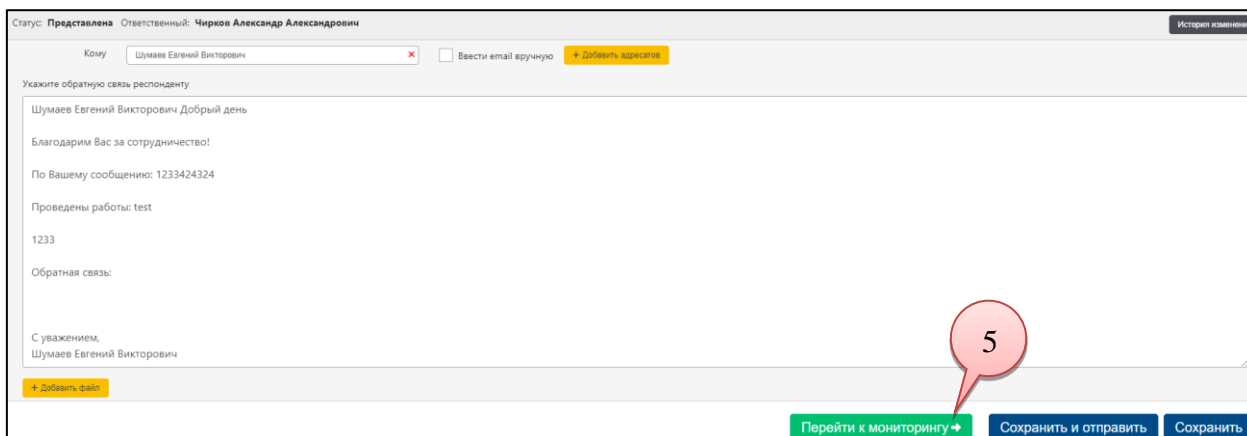 Статус: Представлена Ответственный: Чирков Александр Александрович История изменени
Кому Шумаев Евгений Викторович × Ввести email вручную + Добавить адресатов
Укажите обратную связь респонденту
Шумаев Евгений Викторович Добрый день
Благодарим Вас за сотрудничество!
По Вашему сообщению: 1233424324
Проведены работы: test
1233
Обратная связь:
С уважением,
Шумаев Евгений Викторович
5
+ Добавить файл
Перейти к мониторингу➔ Сохранить и отправить Сохранить